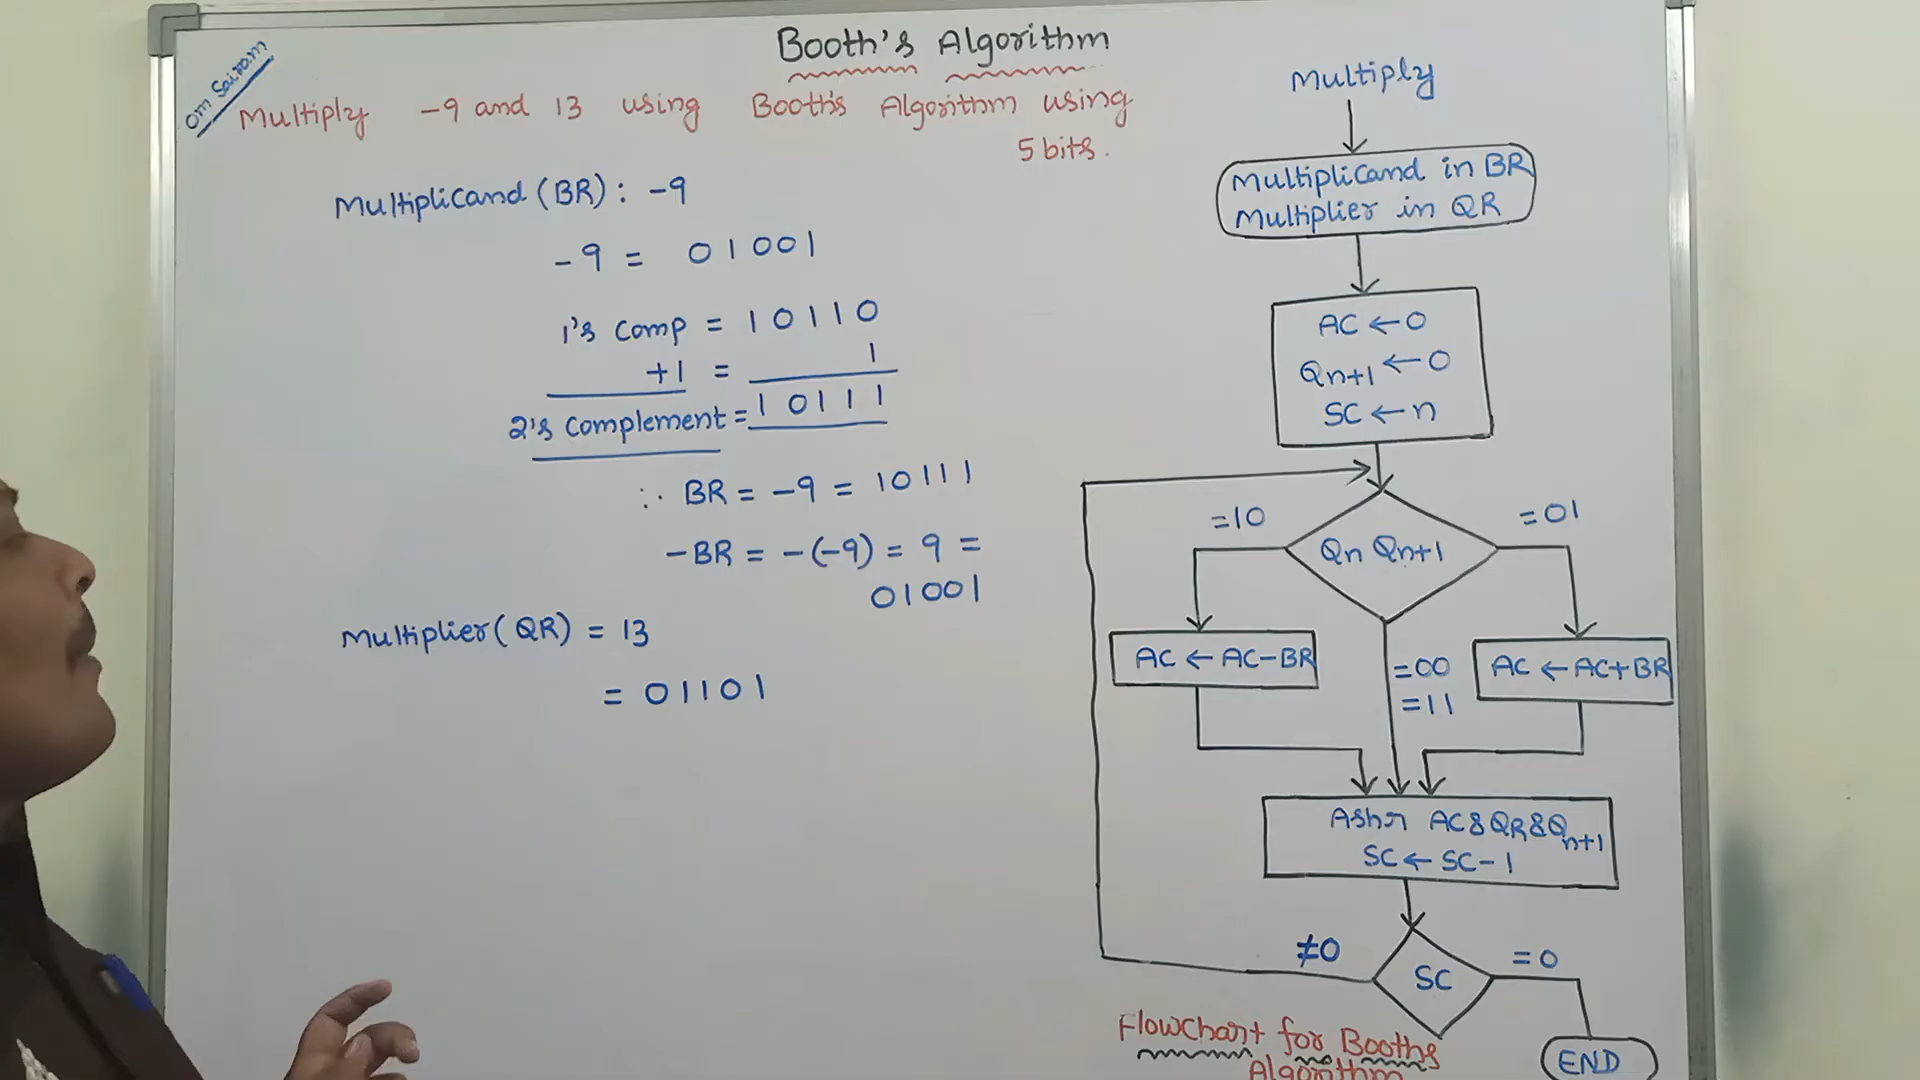 Om Sairam
Booth's Algorithm
Multiply -9 and 13 using Booth's Algorithm using
5 bits.
Multiplicand (BR): -9
-9 = 01001
1's comp = 10110
+1 = 1
2's complement = 10111
∴ BR = -9 = 10111
-BR = -(-9) = 9 =
01001
Multiplier (QR) = 13
= 01101
Multiply
Multiplicand in BR
Multiplier in QR
AC ← 0
Qn+1 ← 0
SC ← n
=10
Qn Qn+1
=01
AC ← AC-BR
=00
=11
AC ← AC+BR
Ashr AC&QR&Qn+1
SC ← SC-1
≠0
SC
=0
END
Flowchart for Booths
Algorithm